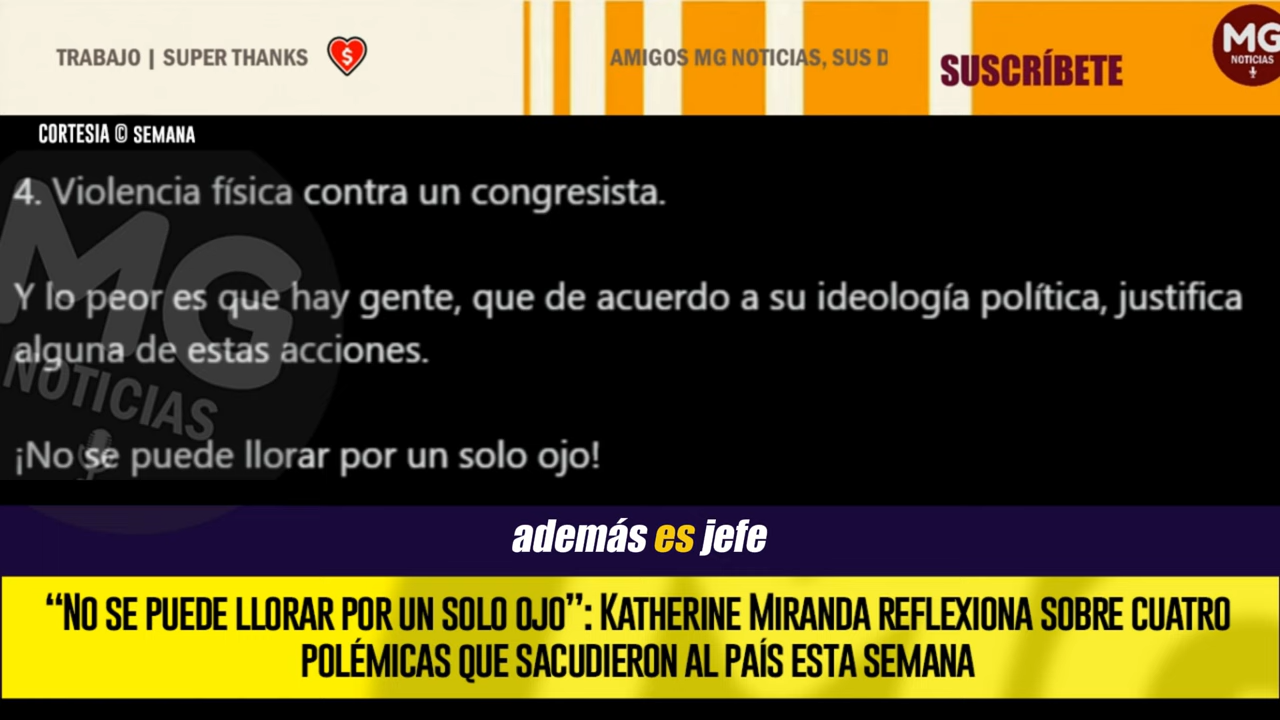 TRABAJO | SUPER THANKS
AMIGOS MG NOTICIAS, SUS D
SUSCRÍBETE
MG
NOTICIAS
CORTESIA © SEMANA
4. Violencia física contra un congresista.
Y lo peor es que hay gente, que de acuerdo a su ideología política, justifica
alguna de estas acciones.
MG
NOTICIAS
¡No se puede llorar por un solo ojo!
además es jefe
“NO SE PUEDE LLORAR POR UN SOLO OJO”: KATHERINE MIRANDA REFLEXIONA SOBRE CUATRO
POLÉMICAS QUE SACUDIERON AL PAÍS ESTA SEMANA